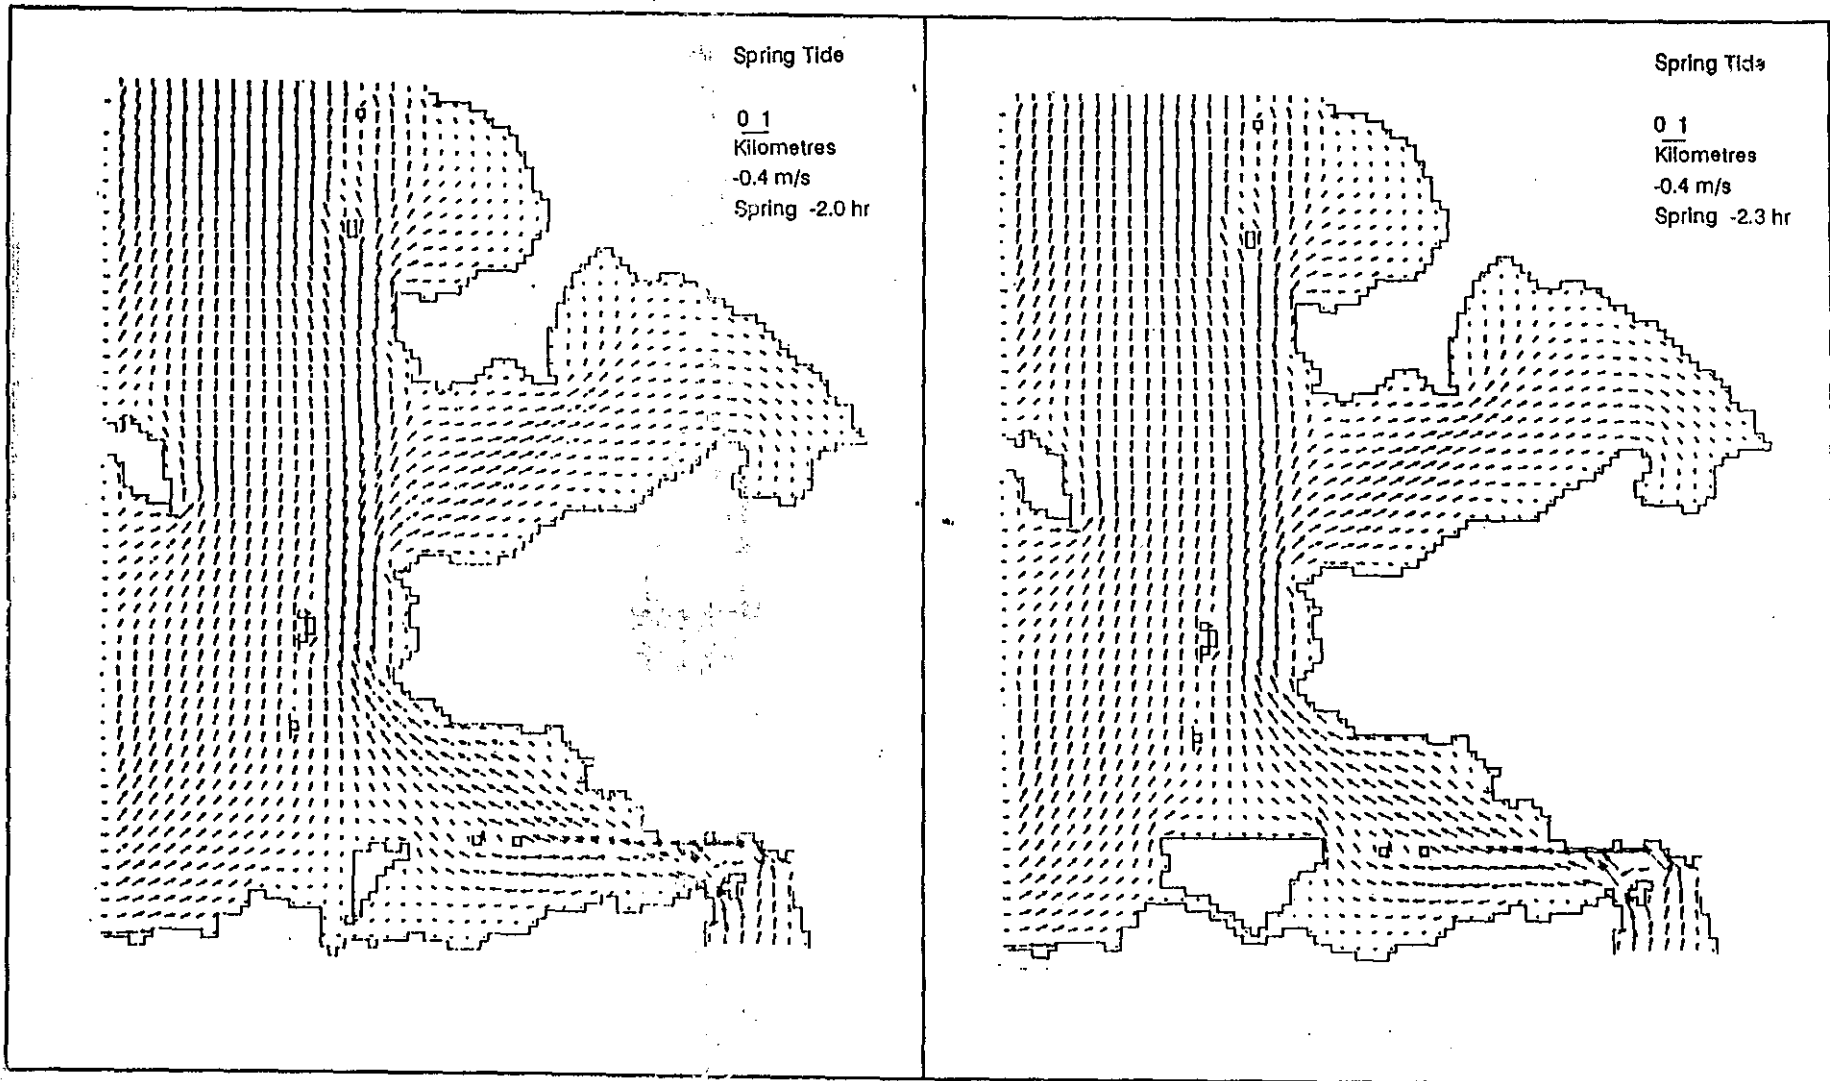 Spring Tide
0 1
Kilometres
-0.4 m/s
Spring -2.0 hr
Spring Tide
0 1
Kilometres
-0.4 m/s
Spring -2.3 hr